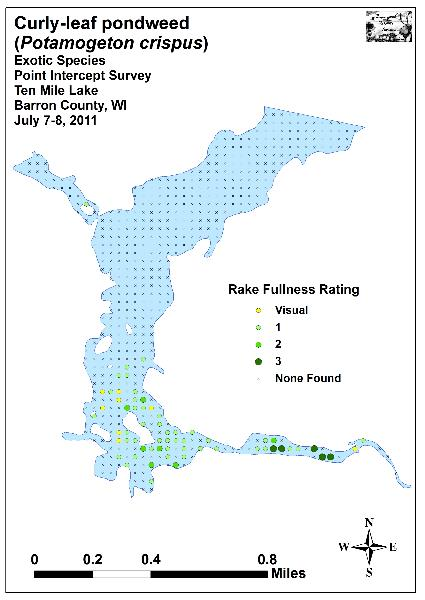 Curly-leaf pondweed
(Potamogeton crispus)
Exotic Species
Point Intercept Survey
Ten Mile Lake
Barron County, WI
July 7-8, 2011
Rake Fullness Rating
Visual
1
2
3
None Found
N
W E
S
0 0.2 0.4 0.8
Miles